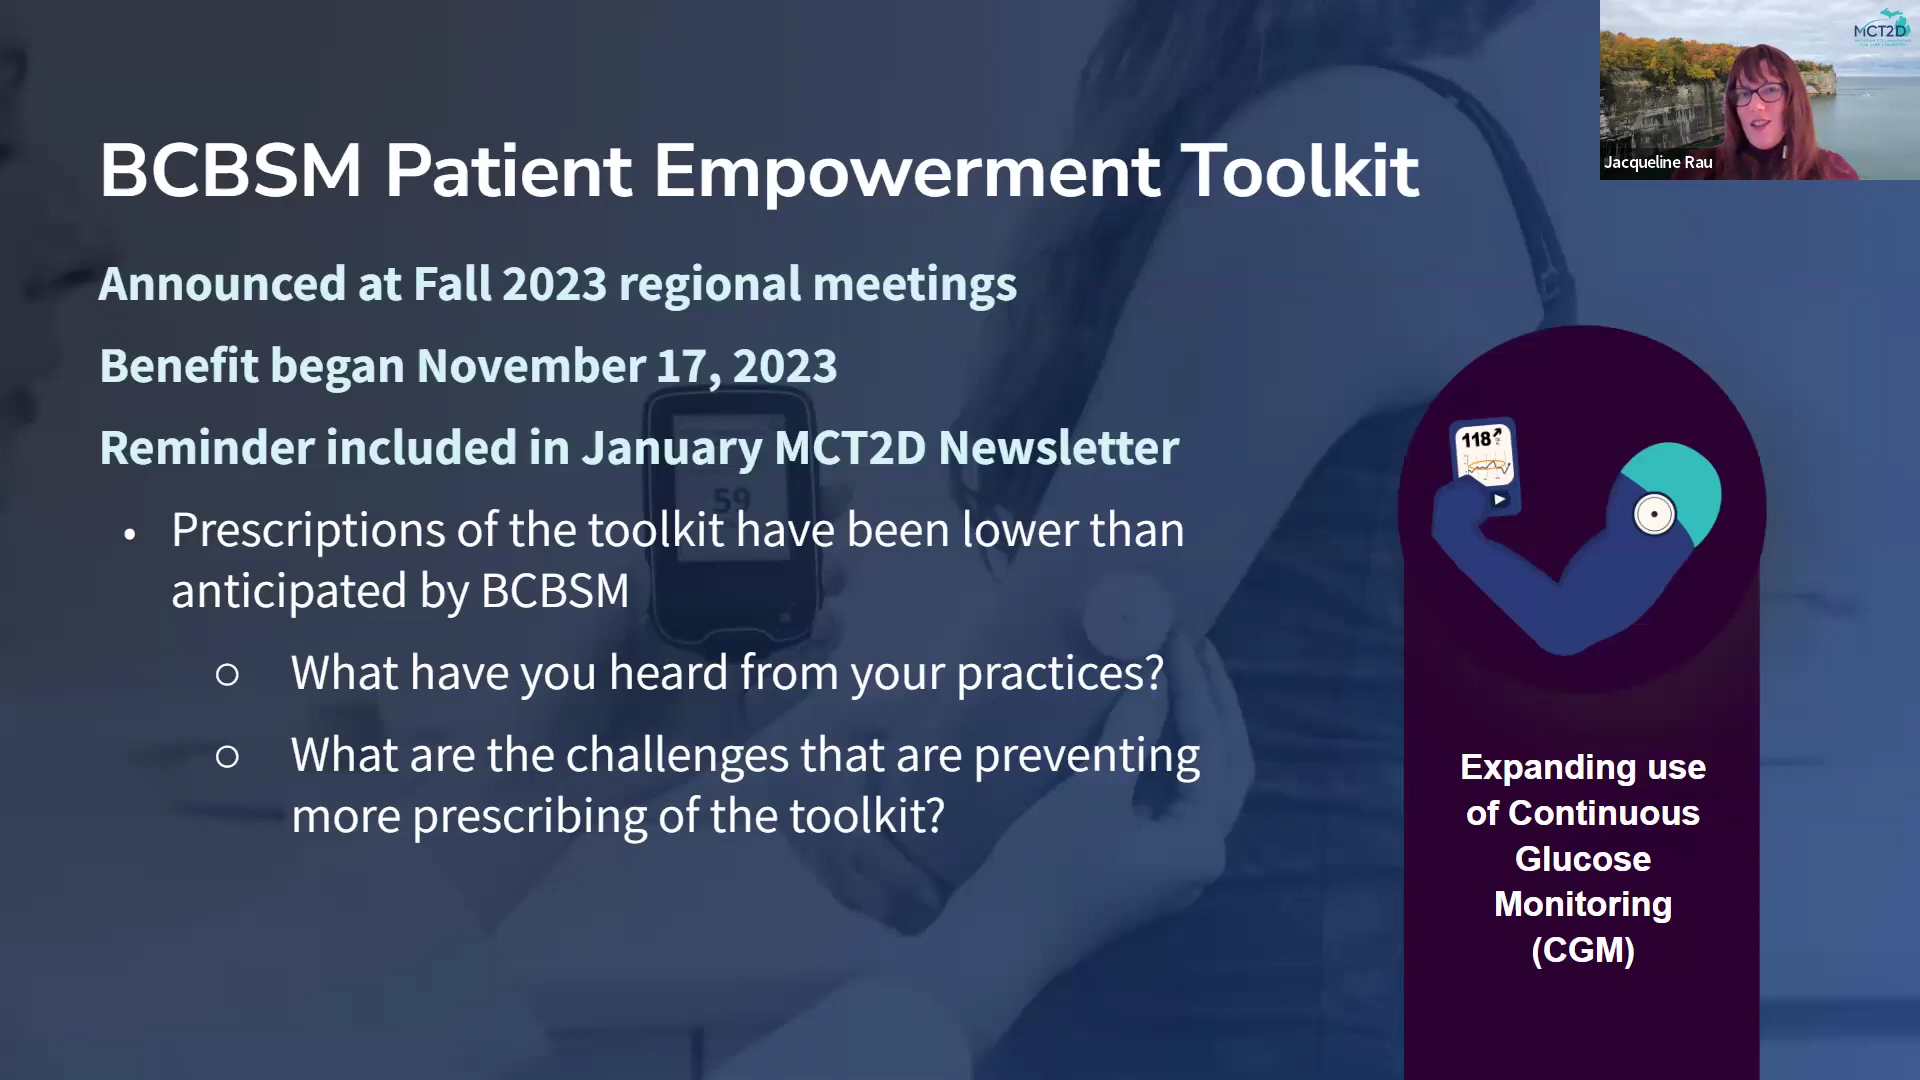 MCT2D
Jacqueline Rau
BCBSM Patient Empowerment Toolkit
Announced at Fall 2023 regional meetings
Benefit began November 17, 2023
Reminder included in January MCT2D Newsletter
59
• Prescriptions of the toolkit have been lower than
anticipated by BCBSM
○ What have you heard from your practices?
○ What are the challenges that are preventing
more prescribing of the toolkit?
118
Expanding use
of Continuous
Glucose
Monitoring
(CGM)